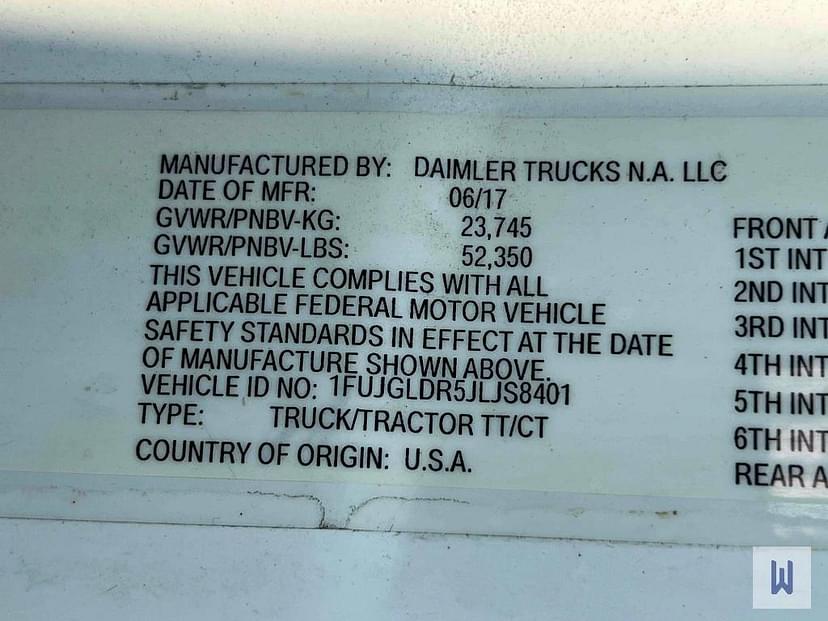 MANUFACTURED BY: DAIMLER TRUCKS N.A. LLC
DATE OF MFR: 06/17
GVWR/PNBV-KG: 23,745
GVWR/PNBV-LBS: 52,350
THIS VEHICLE COMPLIES WITH ALL
APPLICABLE FEDERAL MOTOR VEHICLE
SAFETY STANDARDS IN EFFECT AT THE DATE
OF MANUFACTURE SHOWN ABOVE.
VEHICLE ID NO: 1FUJGLDR5JLJS8401
TYPE: TRUCK/TRACTOR TT/CT
COUNTRY OF ORIGIN: U.S.A.
FRONT A
1ST INT
2ND INT
3RD INT
4TH INT
5TH INT
6TH INT
REAR A
W